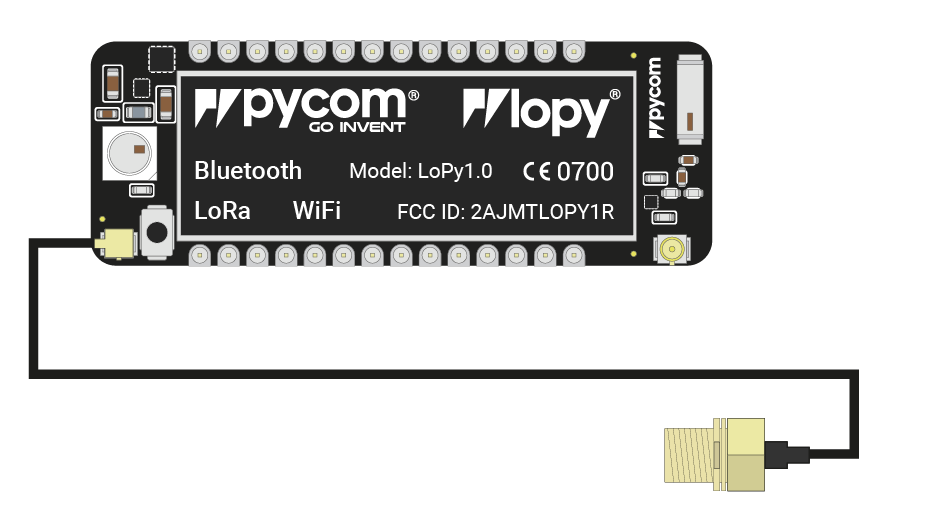 pycom®
GO INVENT
lopy®
pycom
Bluetooth Model: LoPy1.0 CE 0700
LoRa WiFi FCC ID: 2AJMTLOPY1R